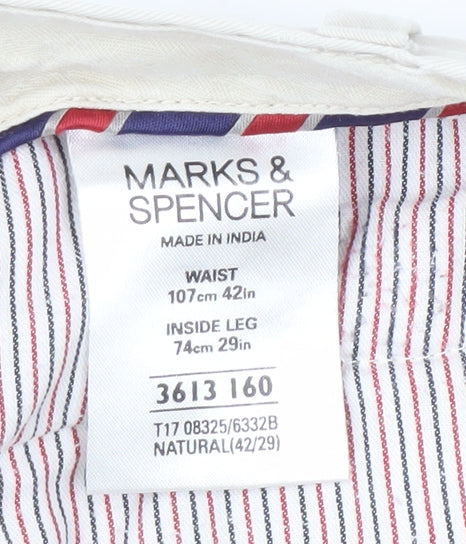 MARKS &
SPENCER
MADE IN INDIA
WAIST
107cm 42in
INSIDE LEG
74cm 29in
3613 160
T17 08325/6332B
NATURAL(42/29)